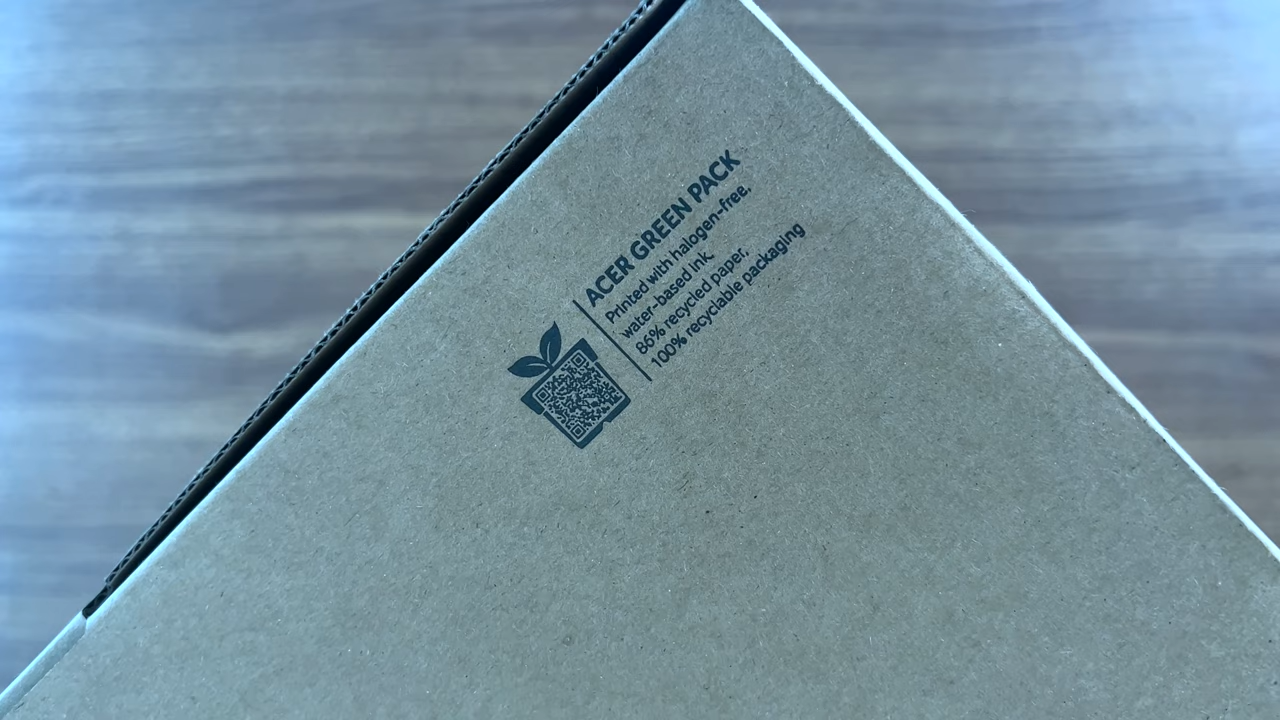 ACER GREEN PACK
Printed with halogen-free,
water-based ink.
86% recycled paper,
100% recyclable packaging